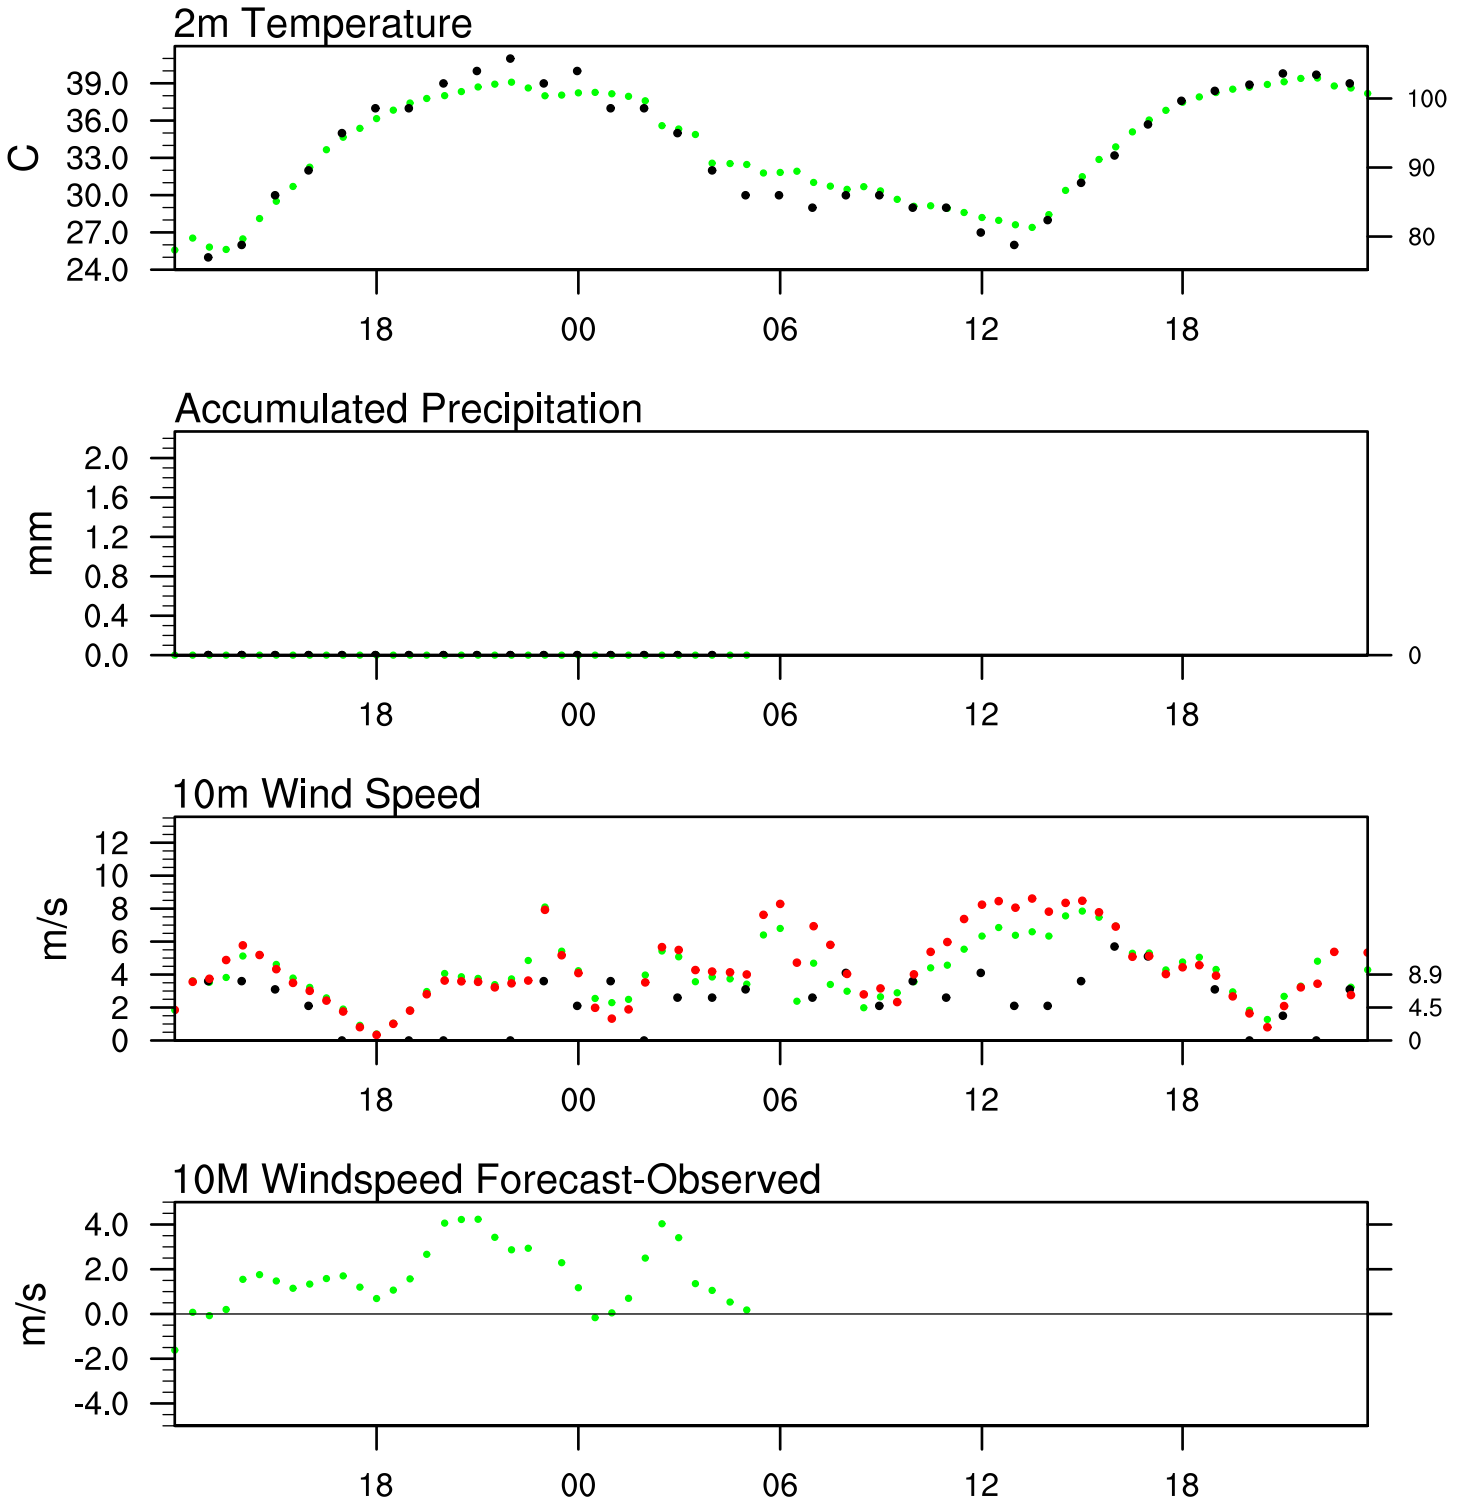 2m Temperature
39.0
36.0
33.0
30.0
27.0
24.0
C
100
90
80
18 00 06 12 18
Accumulated Precipitation
2.0
1.6
1.2
0.8
0.4
0.0
mm
0
18 00 06 12 18
10m Wind Speed
12
10
8
6
4
2
0
m/s
8.9
4.5
0
18 00 06 12 18
10M Windspeed Forecast-Observed
4.0
2.0
0.0
-2.0
-4.0
m/s
18 00 06 12 18